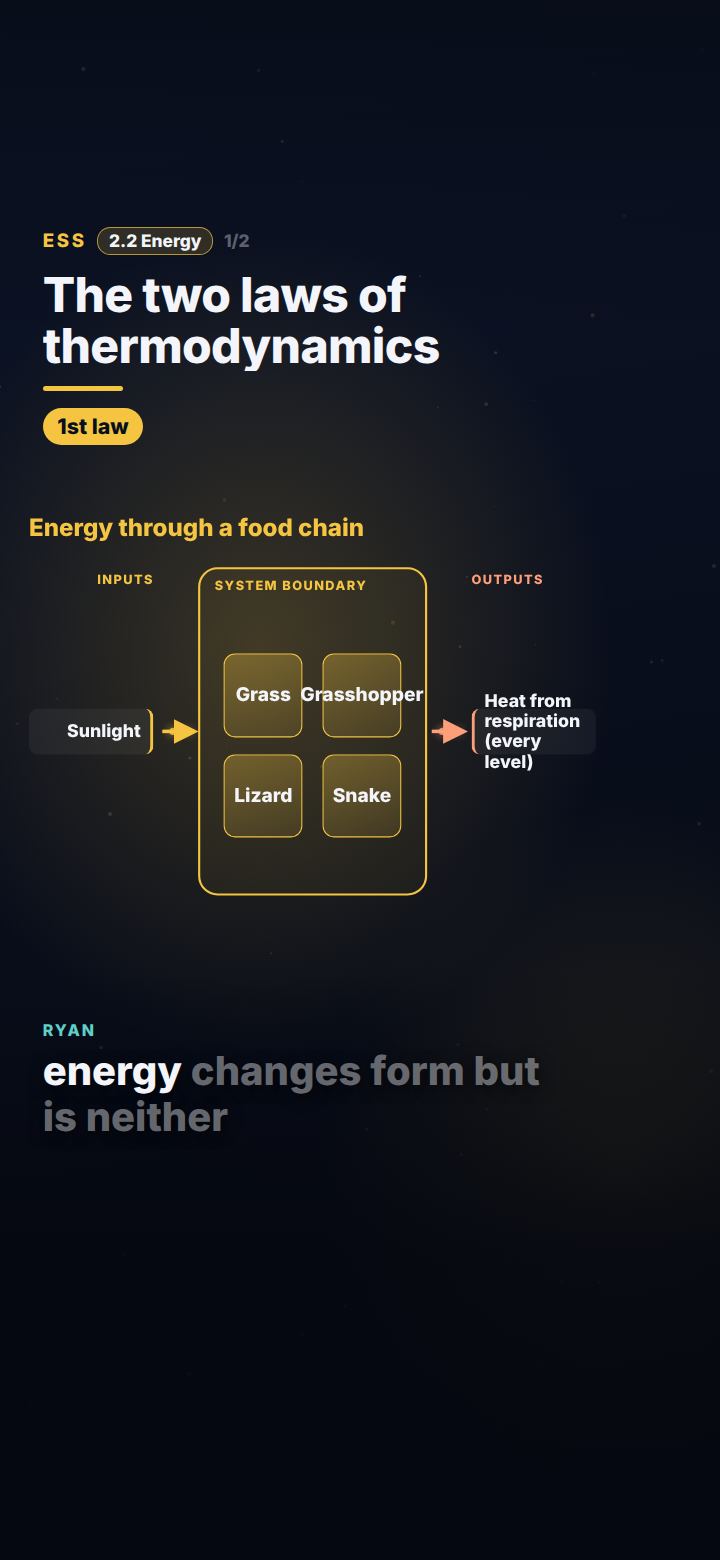 ESS 2.2 Energy 1/2
The two laws of
thermodynamics
1st law
Energy through a food chain
INPUTS
SYSTEM BOUNDARY
OUTPUTS
Sunlight
Grass
Grasshopper
Lizard
Snake
Heat from
respiration
(every
level)
RYAN
energy changes form but
is neither